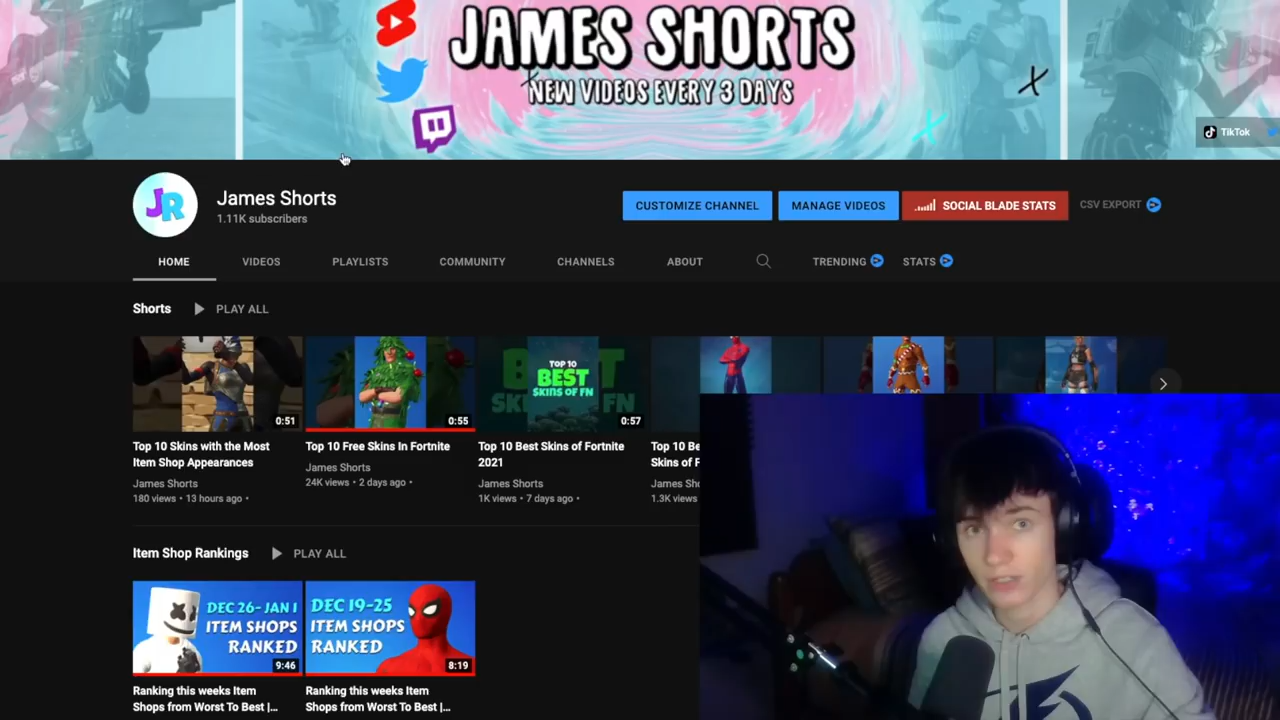 JAMES SHORTS
NEW VIDEOS EVERY 3 DAYS
TikTok
JR
James Shorts
1.11K subscribers
CUSTOMIZE CHANNEL
MANAGE VIDEOS
SOCIAL BLADE STATS
CSV EXPORT
HOME
VIDEOS
PLAYLISTS
COMMUNITY
CHANNELS
ABOUT
TRENDING
STATS
Shorts
PLAY ALL
0:51
0:55
TOP 10
BEST
SKINS OF FN
0:57
Top 10 Skins with the Most
Item Shop Appearances
James Shorts
180 views • 13 hours ago •
Top 10 Free Skins In Fortnite
James Shorts
24K views • 2 days ago •
Top 10 Best Skins of Fortnite
2021
James Shorts
1K views • 7 days ago •
Top 10 Be
Skins of F
James Sho
1.3K views
Item Shop Rankings
PLAY ALL
DEC 26- JAN 1
ITEM SHOPS
RANKED
9:46
DEC 19-25
ITEM SHOPS
RANKED
8:19
Ranking this weeks Item
Shops from Worst To Best |...
Ranking this weeks Item
Shops from Worst To Best |...